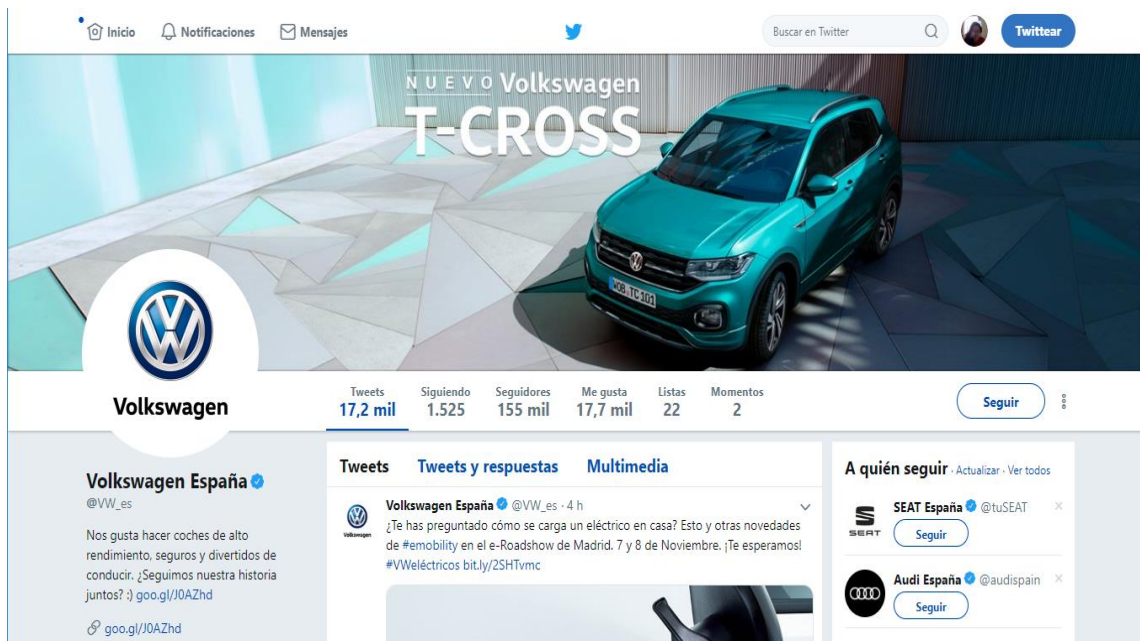 Inicio Notificaciones Mensajes Buscar en Twitter Twittear
NUEVO Volkswagen
T-CROSS
WOB TC 101
Volkswagen
Tweets Siguiendo Seguidores Me gusta Listas Momentos
17,2 mil 1.525 155 mil 17,7 mil 22 2
Seguir
Volkswagen España
@VW_es
Nos gusta hacer coches de alto
rendimiento, seguros y divertidos de
conducir. ¿Seguimos nuestra historia
juntos? :) goo.gl/J0AZhd
goo.gl/J0AZhd
Tweets Tweets y respuestas Multimedia
Volkswagen España @VW_es · 4 h
¿Te has preguntado cómo se carga un eléctrico en casa? Esto y otras novedades
de #emobility en el e-Roadshow de Madrid. 7 y 8 de Noviembre. ¡Te esperamos!
#VWeléctricos bit.ly/2SHTvmc
Volkswagen
A quién seguir · Actualizar · Ver todos
SEAT España @tuSEAT
SEAT
Seguir
Audi España @audispain
Seguir